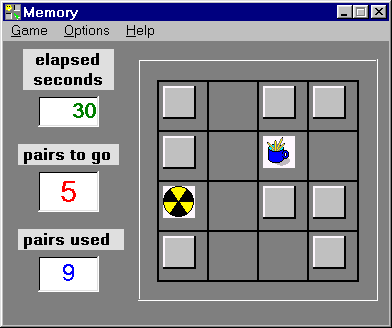 Memory
Game Options Help
elapsed
seconds
30
pairs to go
5
pairs used
9